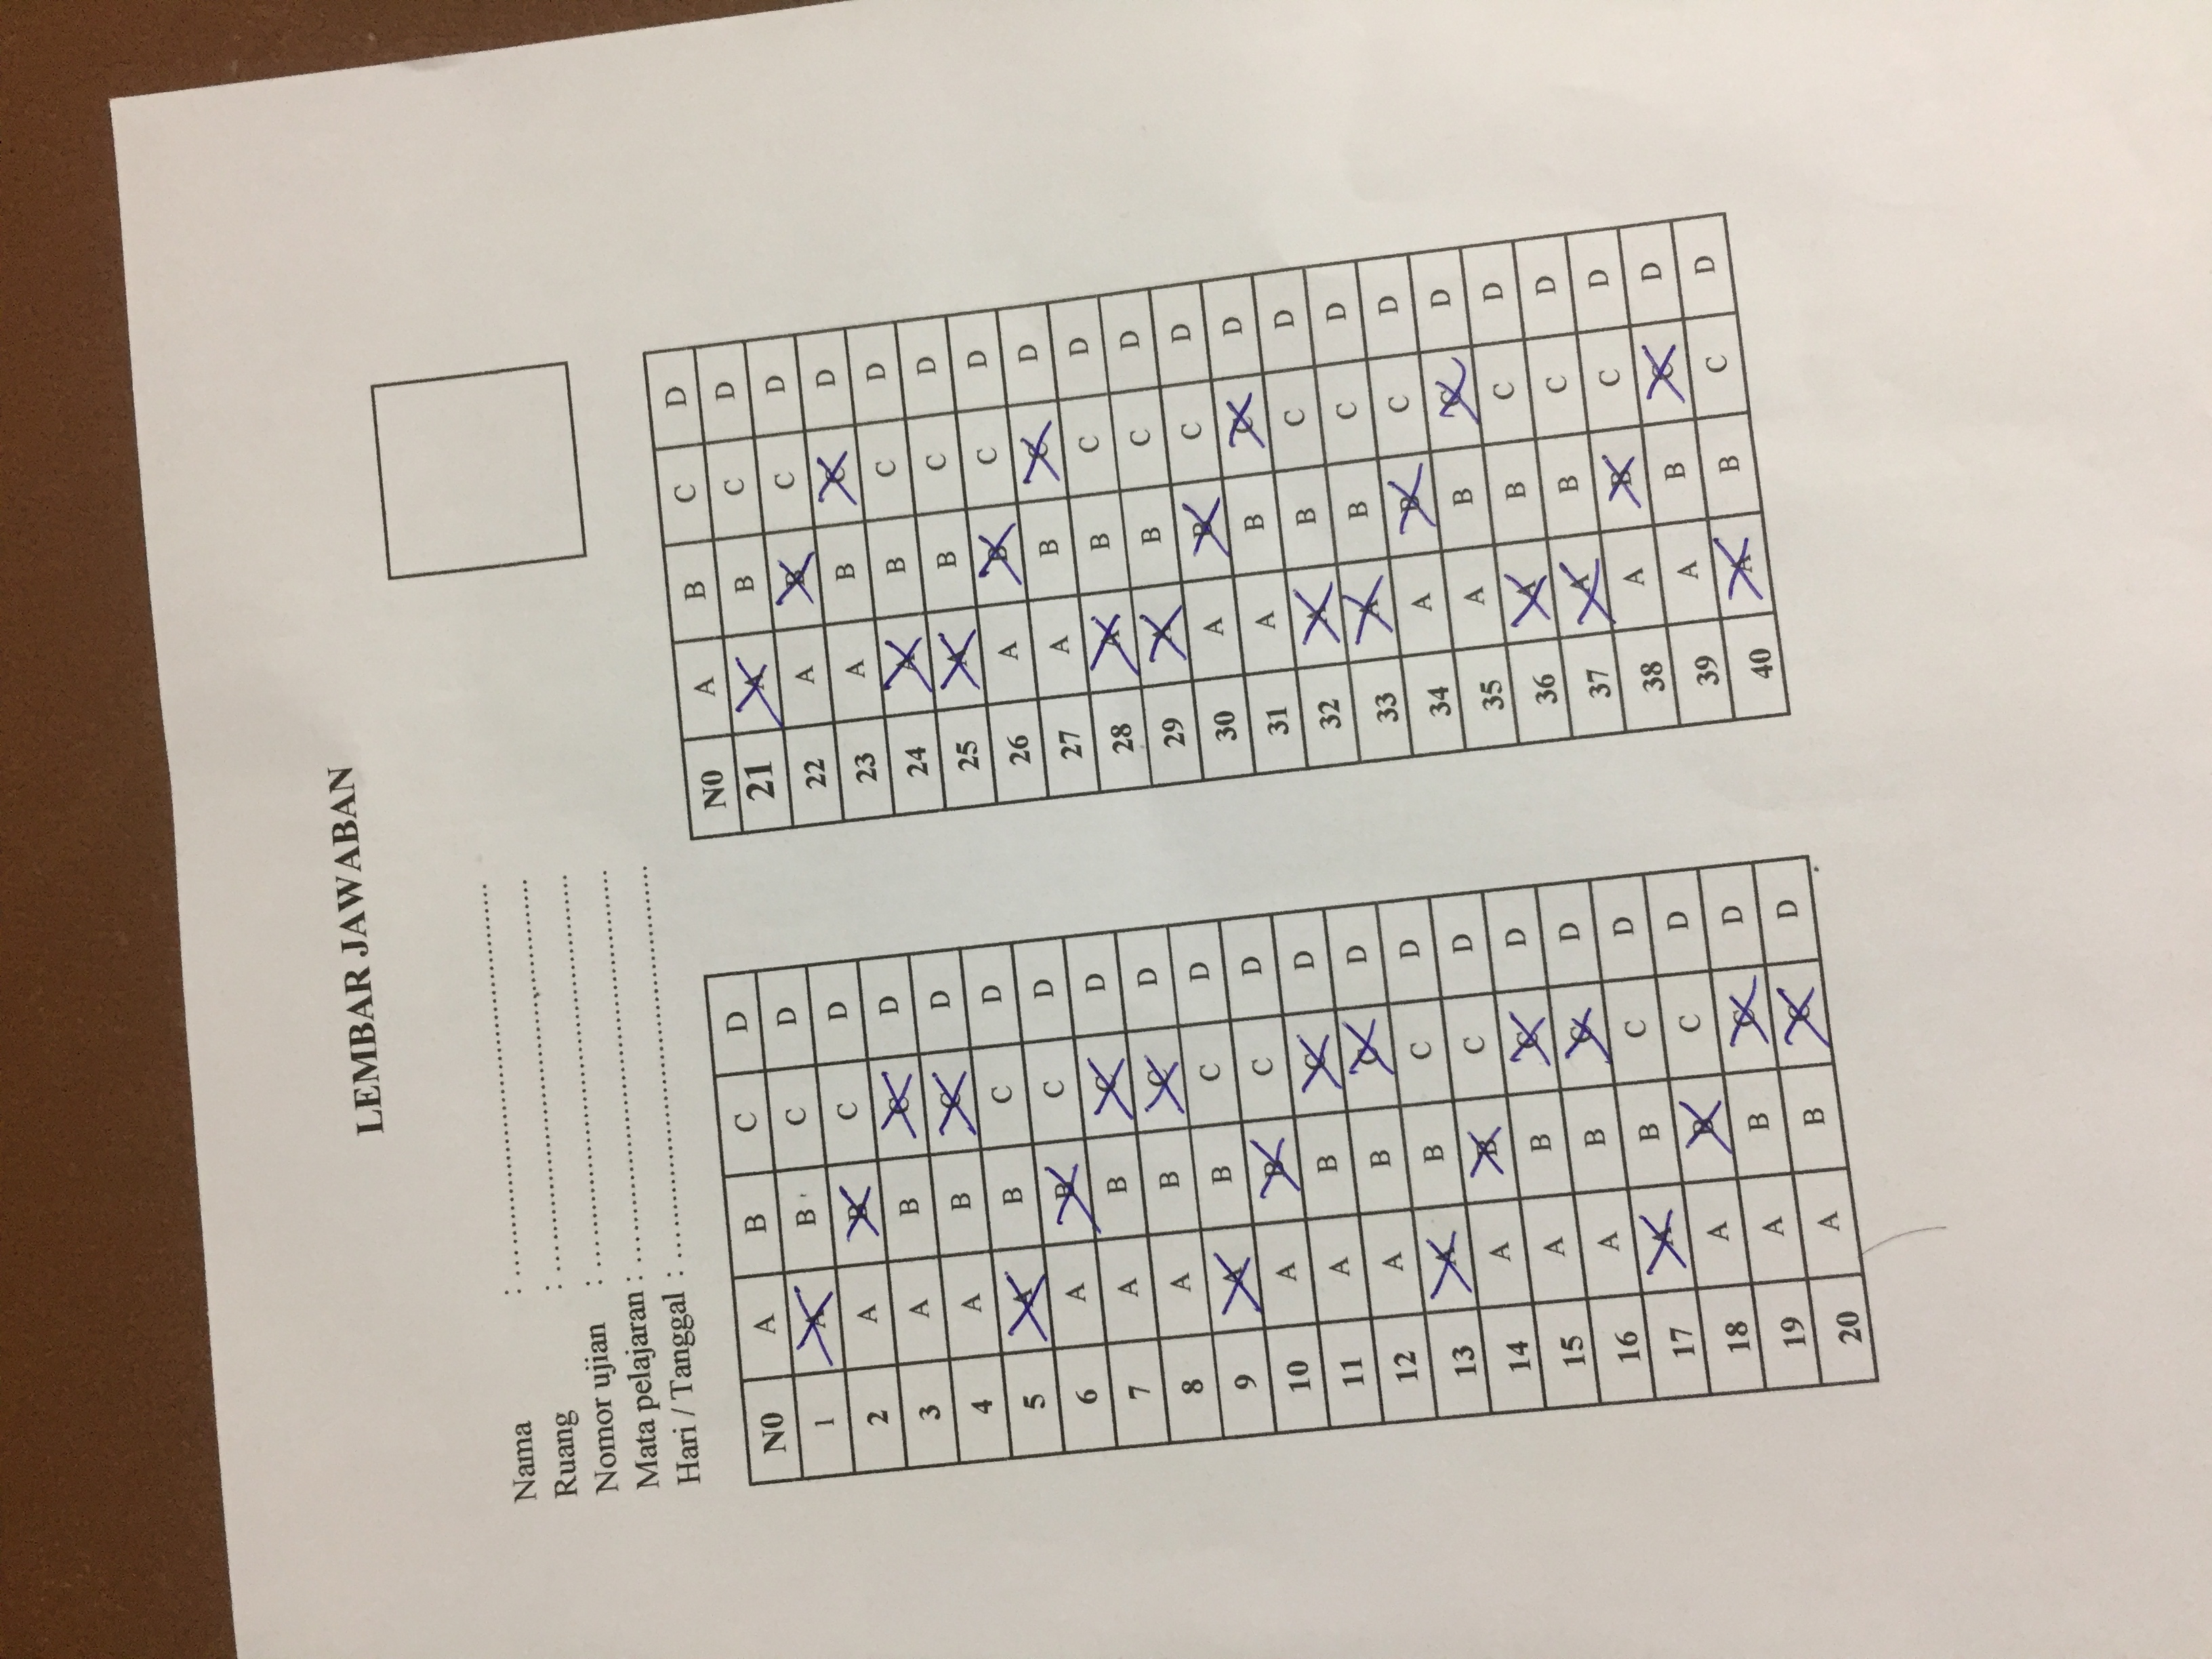 LEMBAR JAWABAN
Nama : ..................................................
Ruang : ..................................................
Nomor ujian : ..................................................
Mata pelajaran : ..................................................
Hari / Tanggal : ..................................................
N0 A B C D
1 A B C D
2 A B C D
3 A B C D
4 A B C D
5 A B C D
6 A B C D
7 A B C D
8 A B C D
9 A B C D
10 A B C D
11 A B C D
12 A B C D
13 A B C D
14 A B C D
15 A B C D
16 A B C D
17 A B C D
18 A B C D
19 A B C D
20 A B C D
N0 A B C D
21 A B C D
22 A B C D
23 A B C D
24 A B C D
25 A B C D
26 A B C D
27 A B C D
28 A B C D
29 A B C D
30 A B C D
31 A B C D
32 A B C D
33 A B C D
34 A B C D
35 A B C D
36 A B C D
37 A B C D
38 A B C D
39 A B C D
40 A B C D